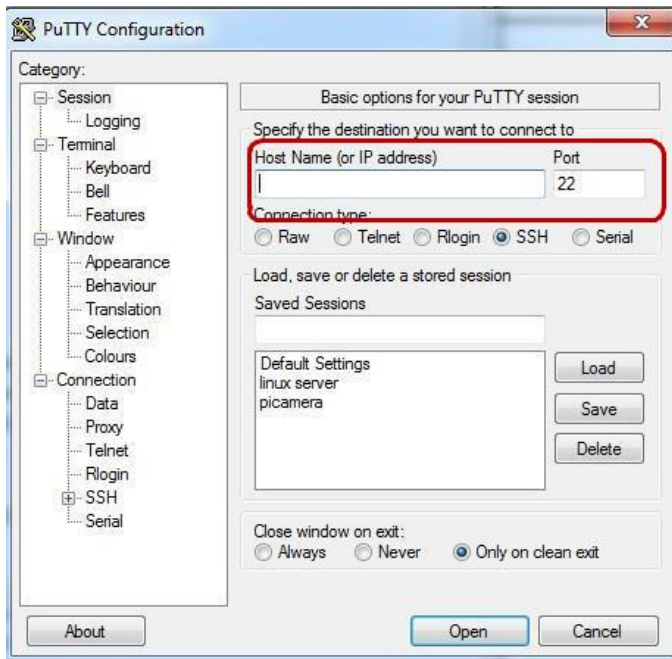 PuTTY Configuration
Category:
Session
Logging
Terminal
Keyboard
Bell
Features
Window
Appearance
Behaviour
Translation
Selection
Colours
Connection
Data
Proxy
Telnet
Rlogin
SSH
Serial
Basic options for your PuTTY session
Specify the destination you want to connect to
Host Name (or IP address) Port
22
Connection type:
Raw Telnet Rlogin SSH Serial
Load, save or delete a stored session
Saved Sessions
Default Settings
linux server
picamera
Load
Save
Delete
Close window on exit:
Always Never Only on clean exit
About Open Cancel